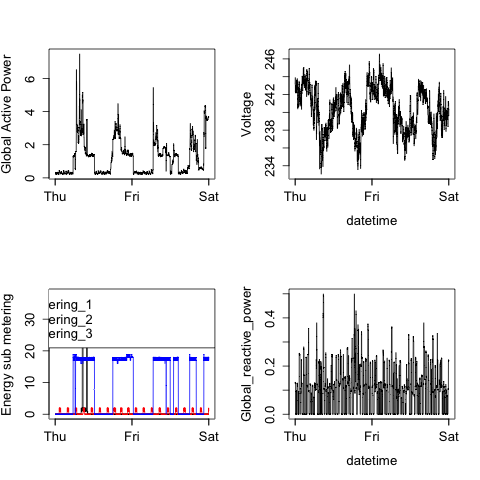 Global Active Power
0 2 4 6
Thu Fri Sat
Voltage
234 238 242 246
Thu Fri Sat
datetime
Energy sub metering
0 10 20 30
ering_1
ering_2
ering_3
Thu Fri Sat
Global_reactive_power
0.0 0.2 0.4
Thu Fri Sat
datetime